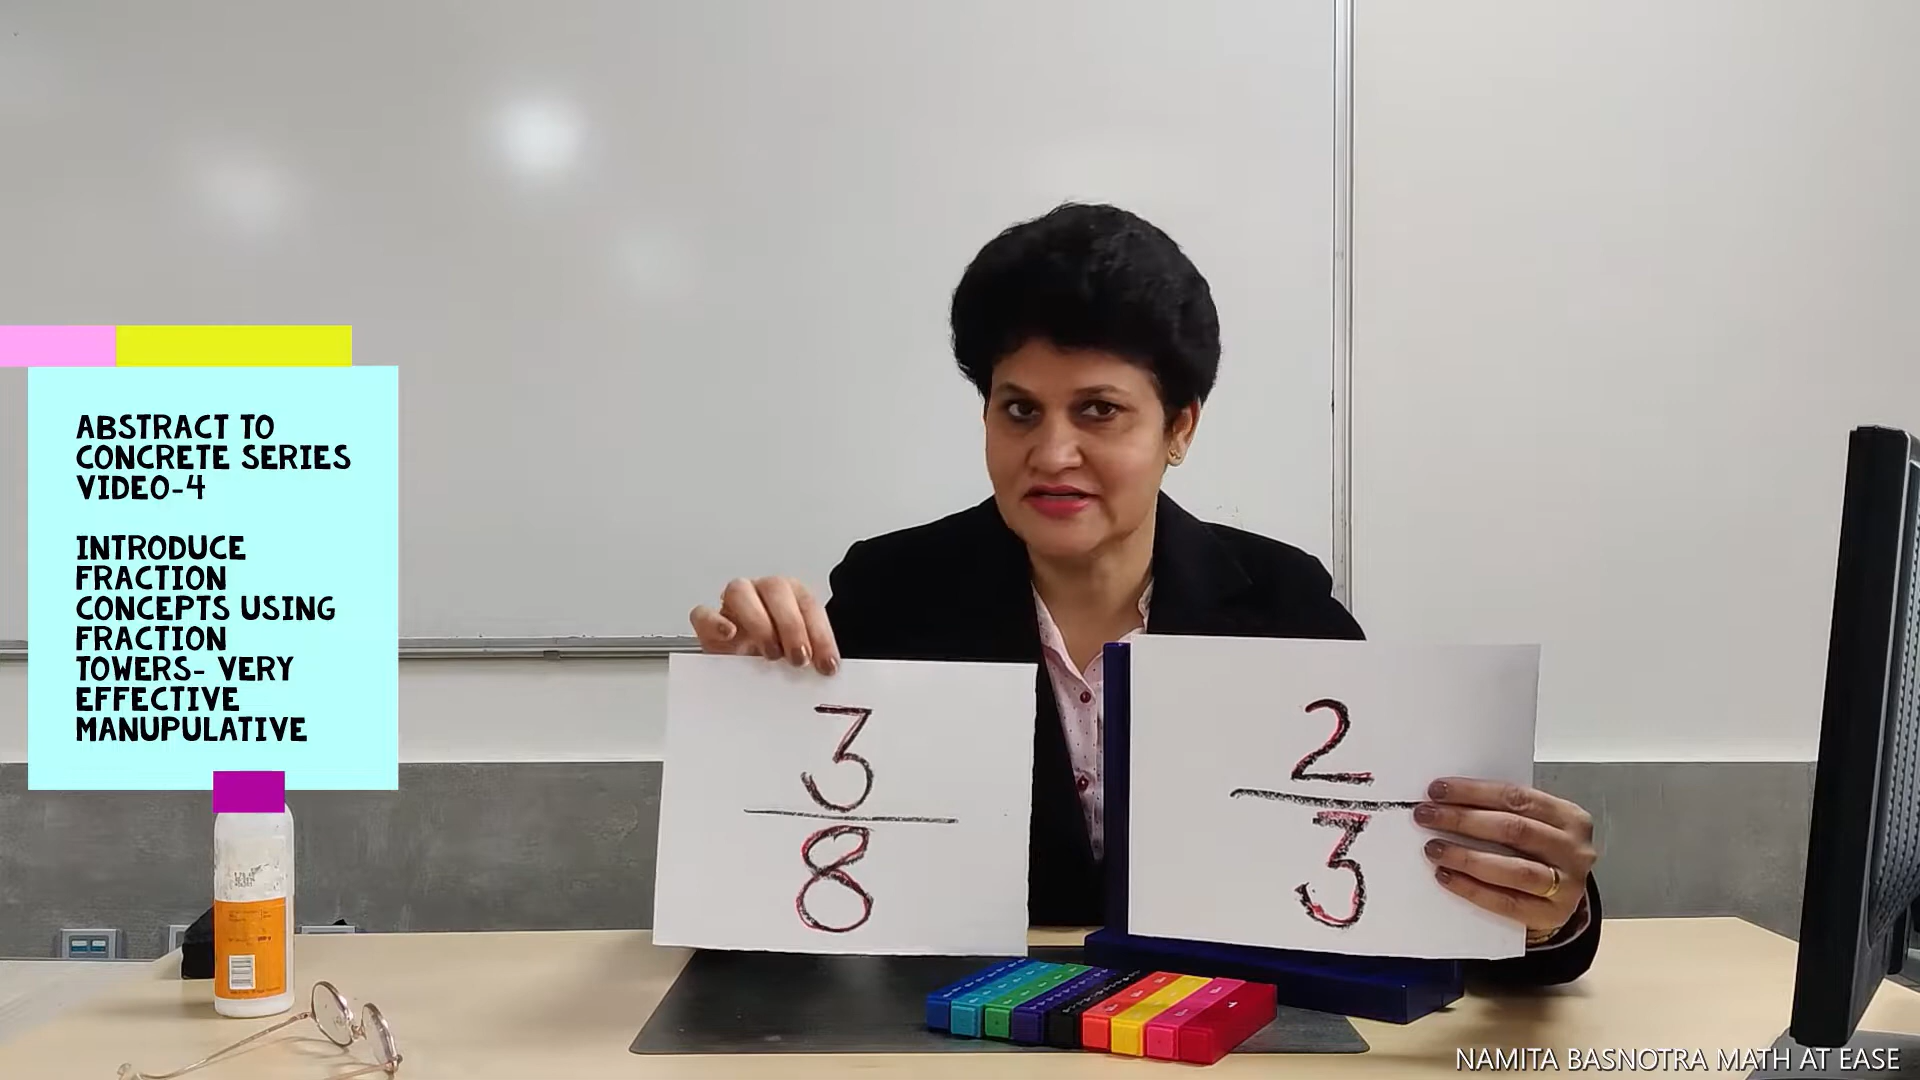 ABSTRACT TO
CONCRETE SERIES
VIDEO-4
INTRODUCE
FRACTION
CONCEPTS USING
FRACTION
TOWERS- VERY
EFFECTIVE
MANUPULATIVE
3
8
2
3
NAMITA BASNOTRA MATH AT EASE